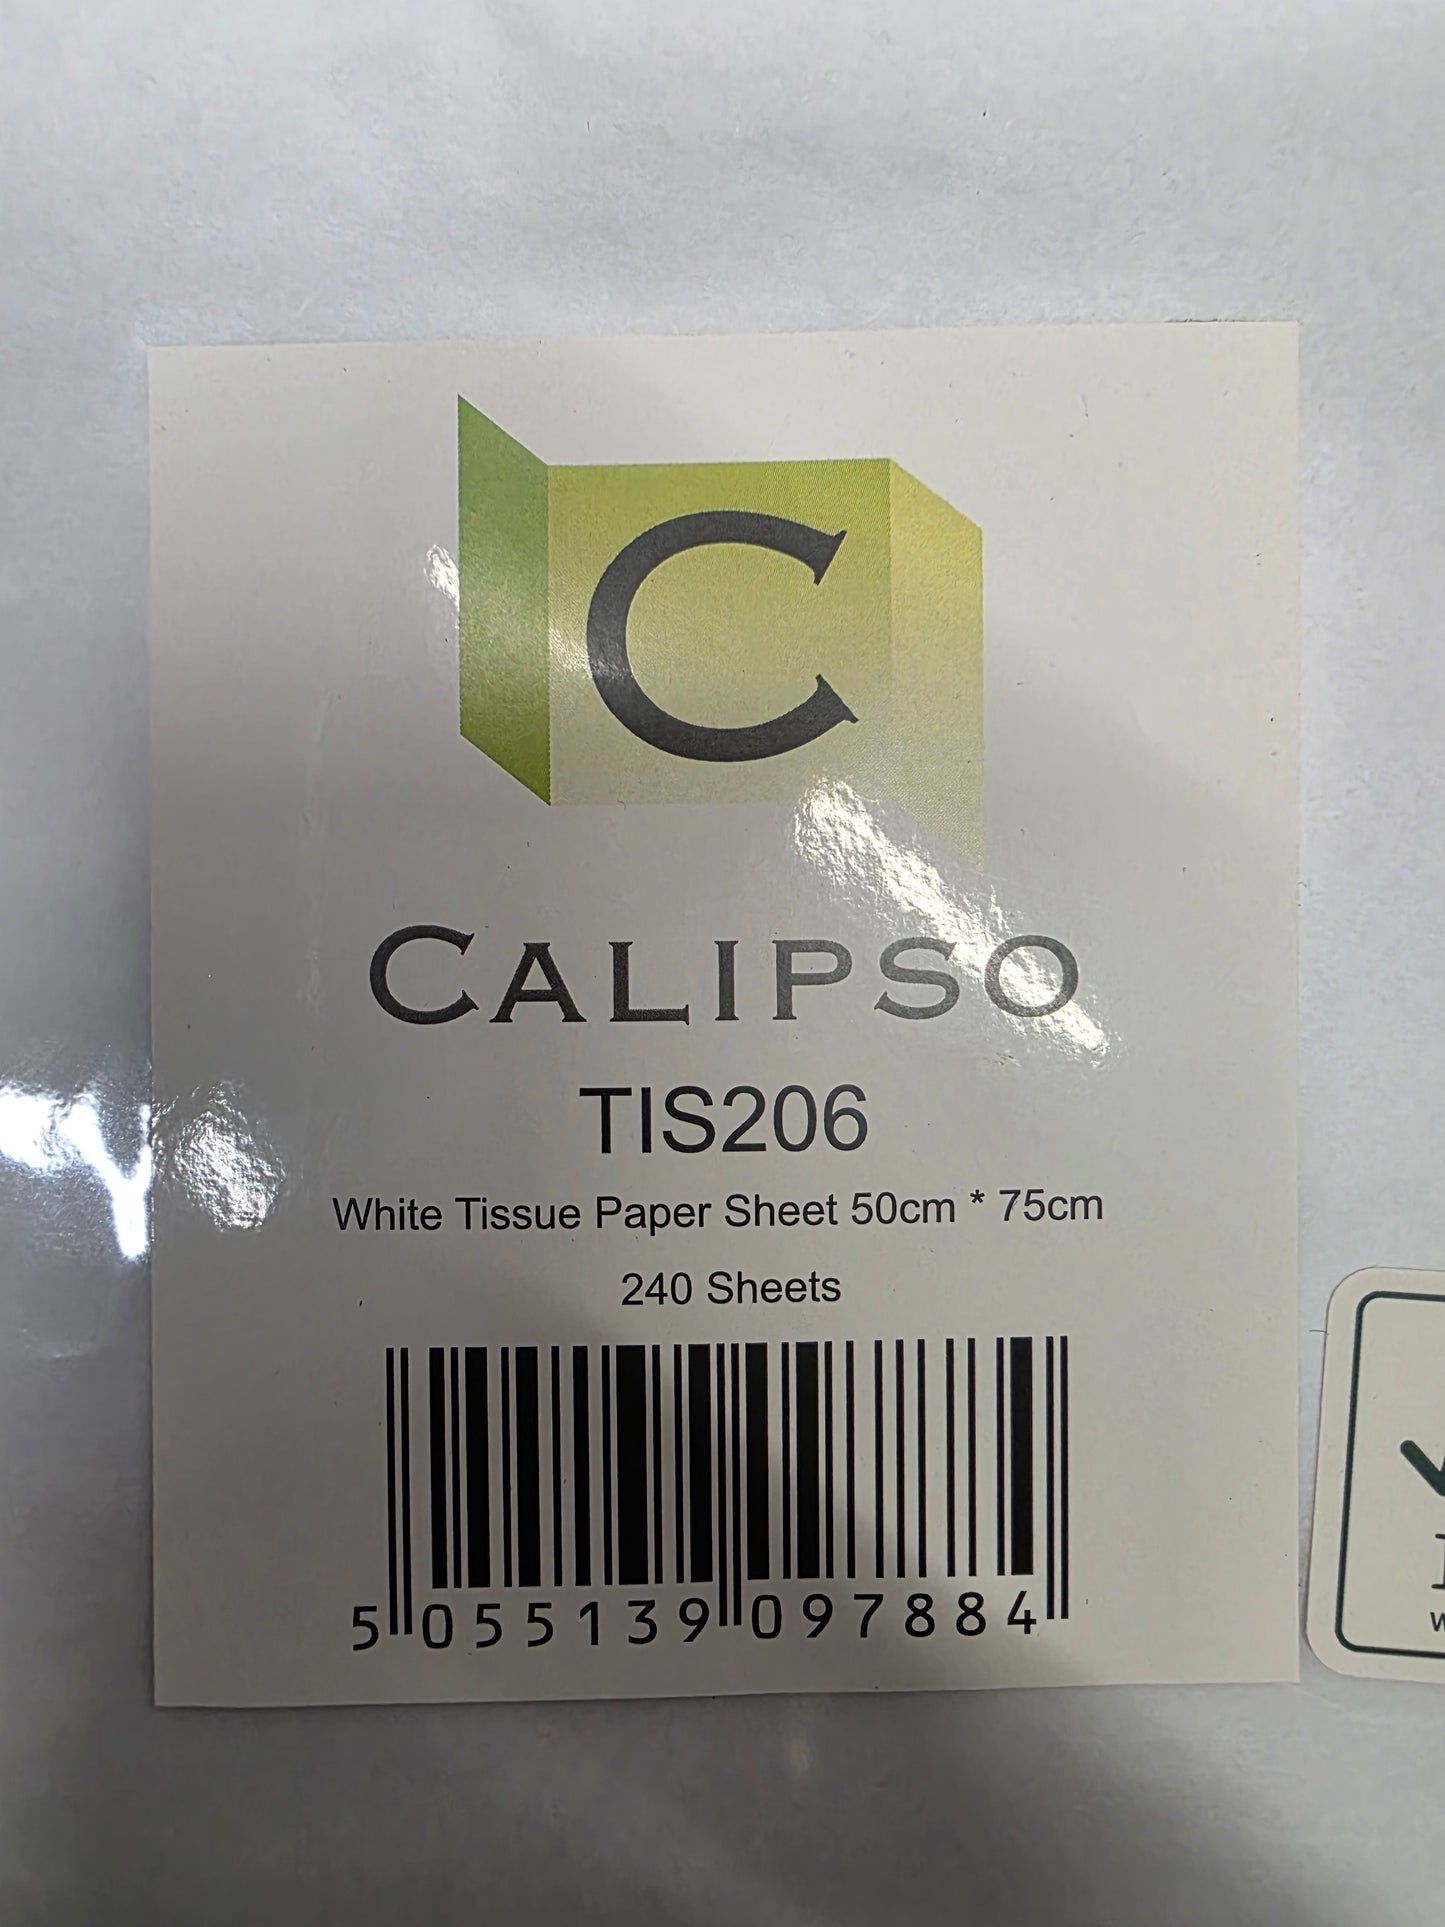 C
CALIPSO
TIS206
White Tissue Paper Sheet 50cm * 75cm
240 Sheets
5 055139 097884